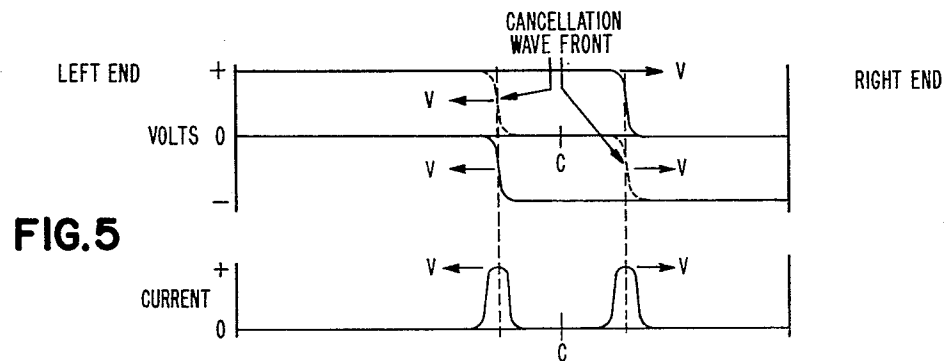 CANCELLATION
WAVE FRONT
LEFT END
RIGHT END
+
V
V
VOLTS 0
C
V
V
−
FIG.5
+
V
V
CURRENT
0
C